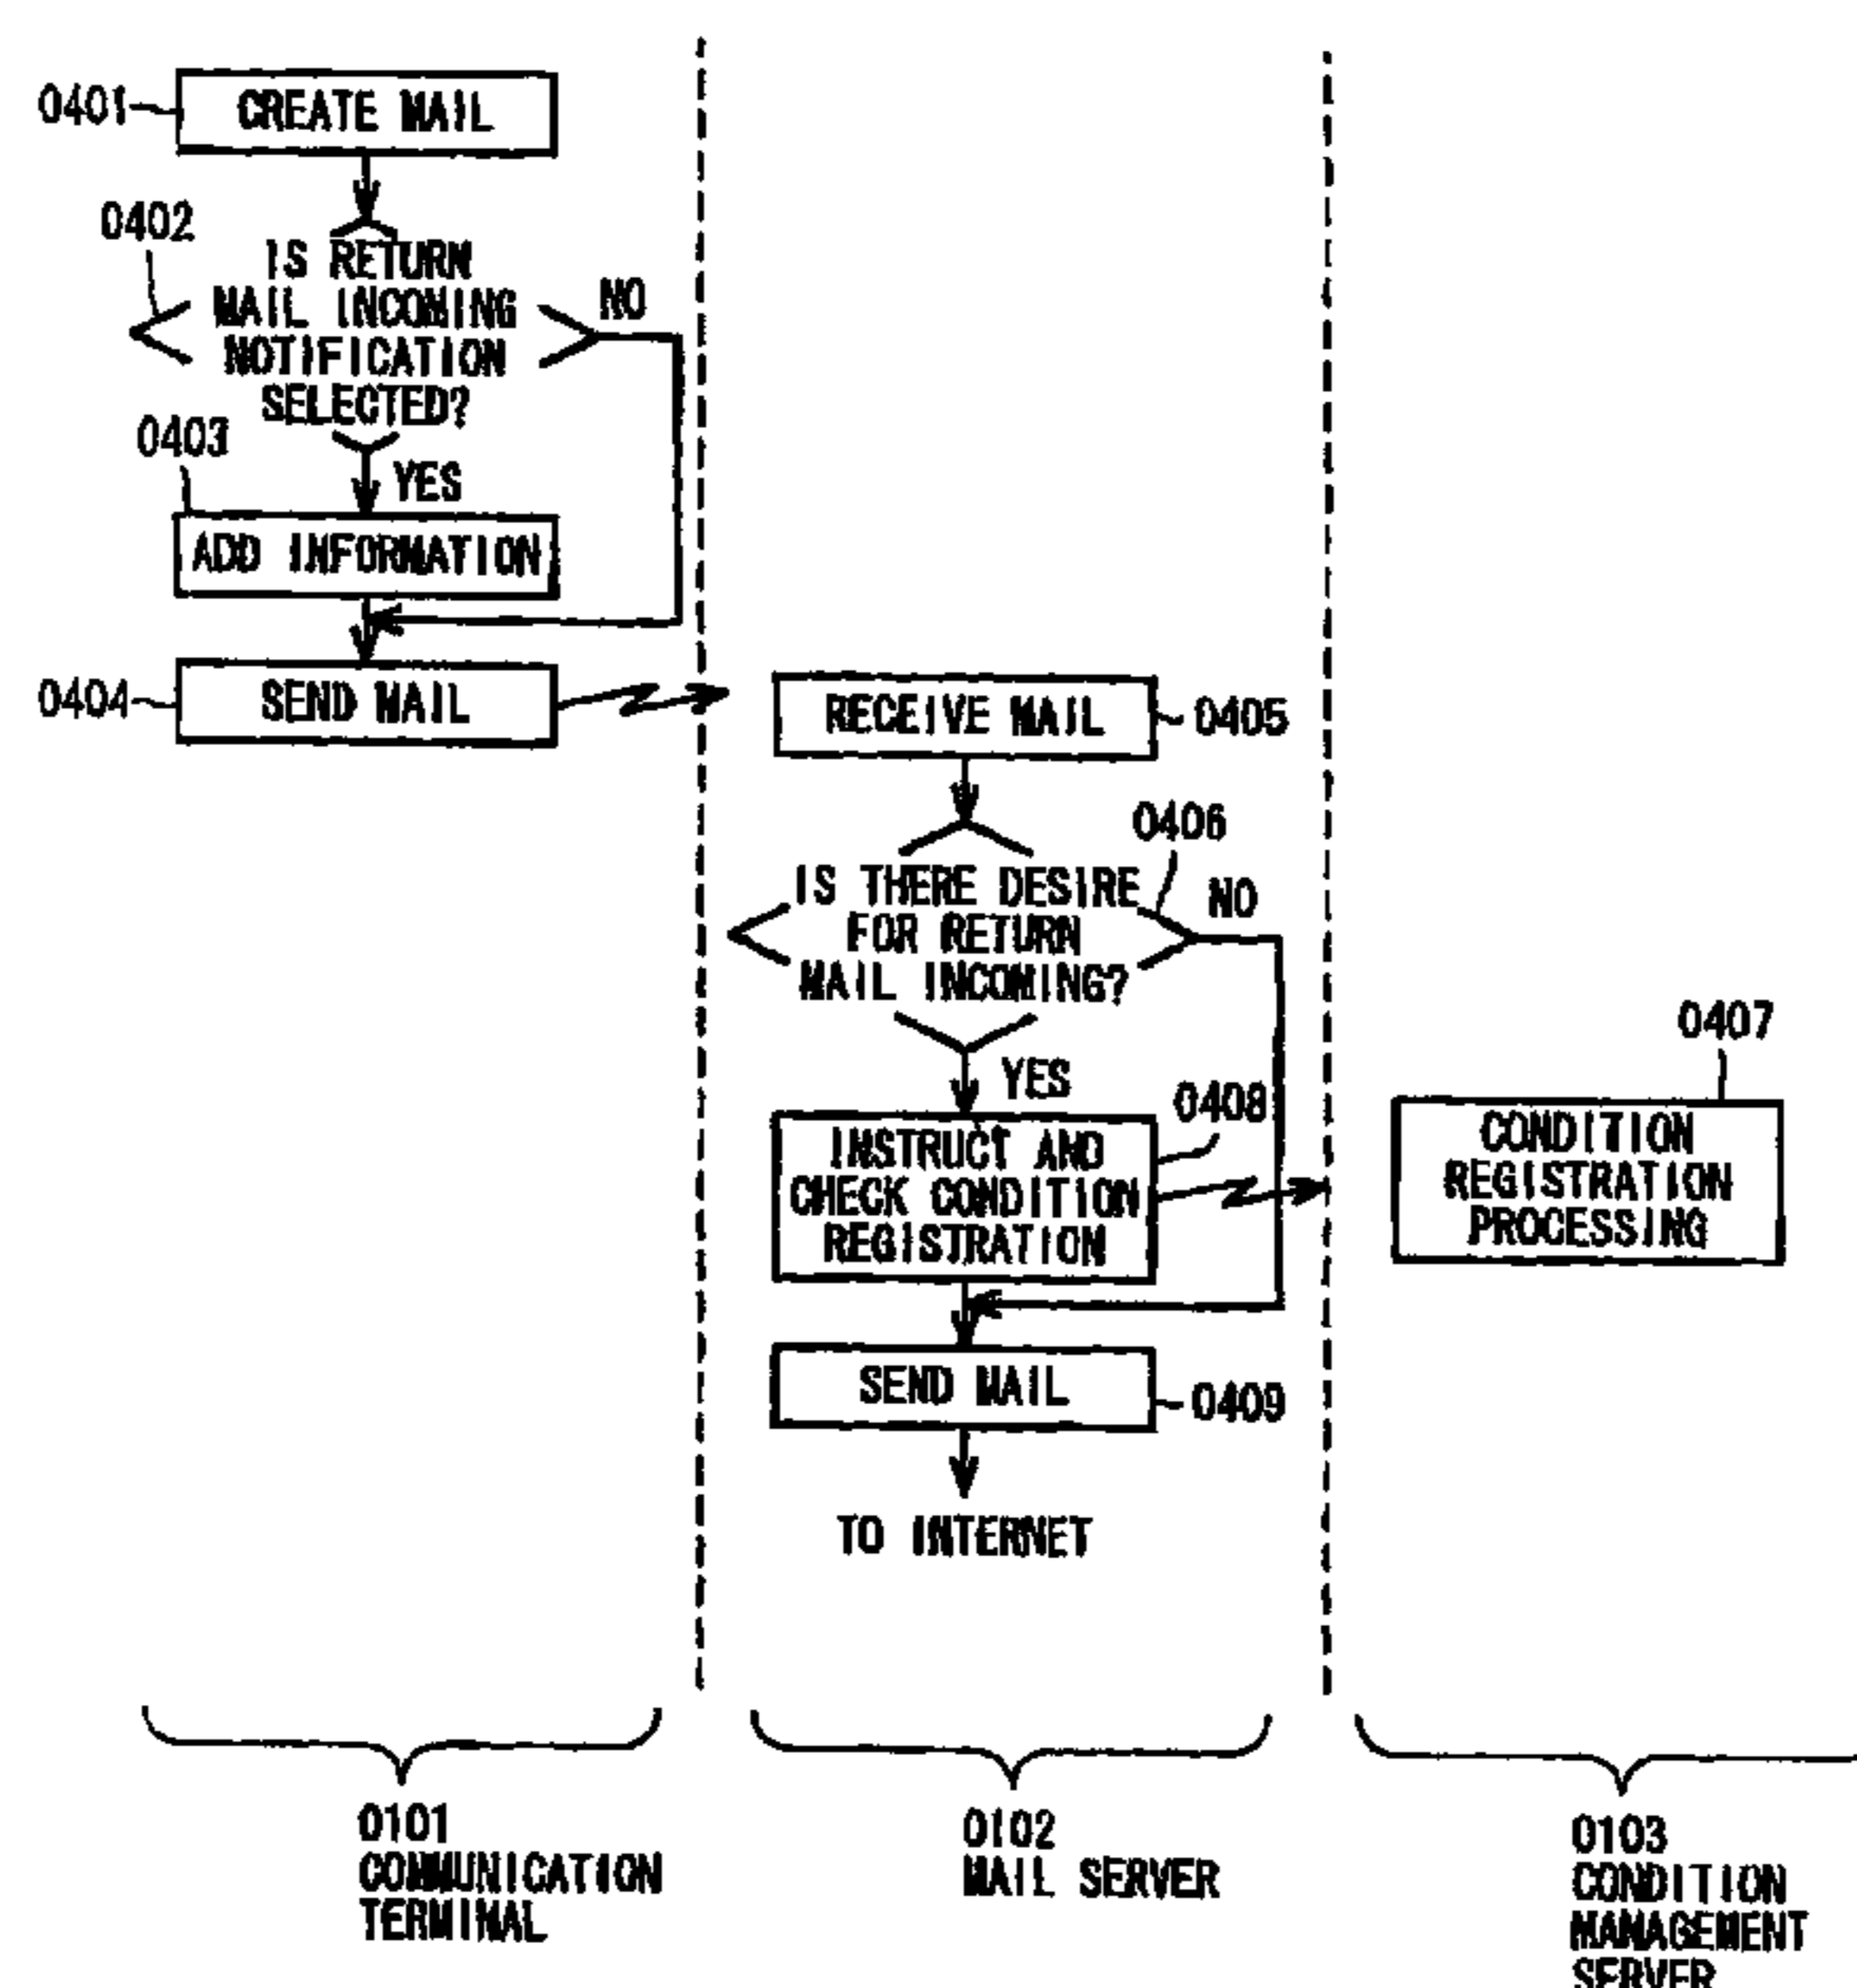 0401
CREATE MAIL
0402
IS RETURN
MAIL INCOMING
NOTIFICATION
SELECTED?
NO
0403
YES
ADD INFORMATION
0404
SEND MAIL
RECEIVE MAIL
0405
0406
IS THERE DESIRE
FOR RETURN
MAIL INCOMING?
NO
YES
0408
INSTRUCT AND
CHECK CONDITION
REGISTRATION
0407
CONDITION
REGISTRATION
PROCESSING
SEND MAIL
0409
TO INTERNET
0101
COMMUNICATION
TERMINAL
0102
MAIL SERVER
0103
CONDITION
MANAGEMENT
SERVER